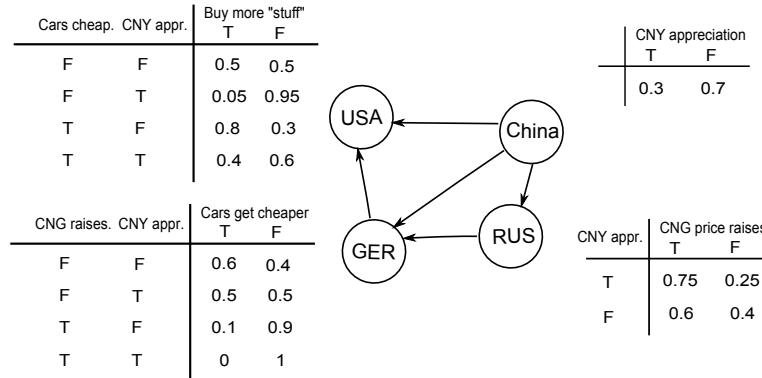 Cars cheap. CNY appr. Buy more "stuff"
T F
F F 0.5 0.5
F T 0.05 0.95
T F 0.8 0.3
T T 0.4 0.6
CNY appreciation
T F
0.3 0.7
USA
China
GER
RUS
CNG raises. CNY appr. Cars get cheaper
T F
F F 0.6 0.4
F T 0.5 0.5
T F 0.1 0.9
T T 0 1
CNY appr. CNG price raises
T F
T 0.75 0.25
F 0.6 0.4